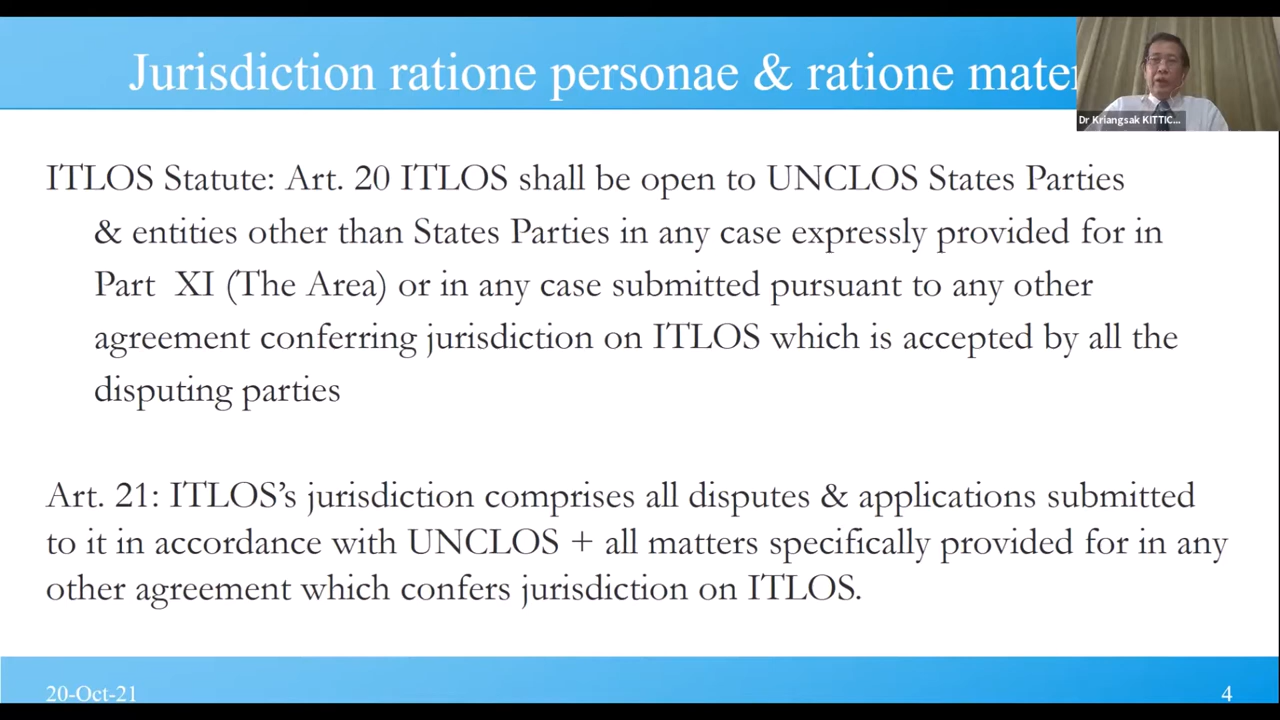 Jurisdiction ratione personae & ratione mater
Dr Kriangsak KITTIC...
ITLOS Statute: Art. 20 ITLOS shall be open to UNCLOS States Parties
& entities other than States Parties in any case expressly provided for in
Part XI (The Area) or in any case submitted pursuant to any other
agreement conferring jurisdiction on ITLOS which is accepted by all the
disputing parties
Art. 21: ITLOS’s jurisdiction comprises all disputes & applications submitted
to it in accordance with UNCLOS + all matters specifically provided for in any
other agreement which confers jurisdiction on ITLOS.
20-Oct-21
4